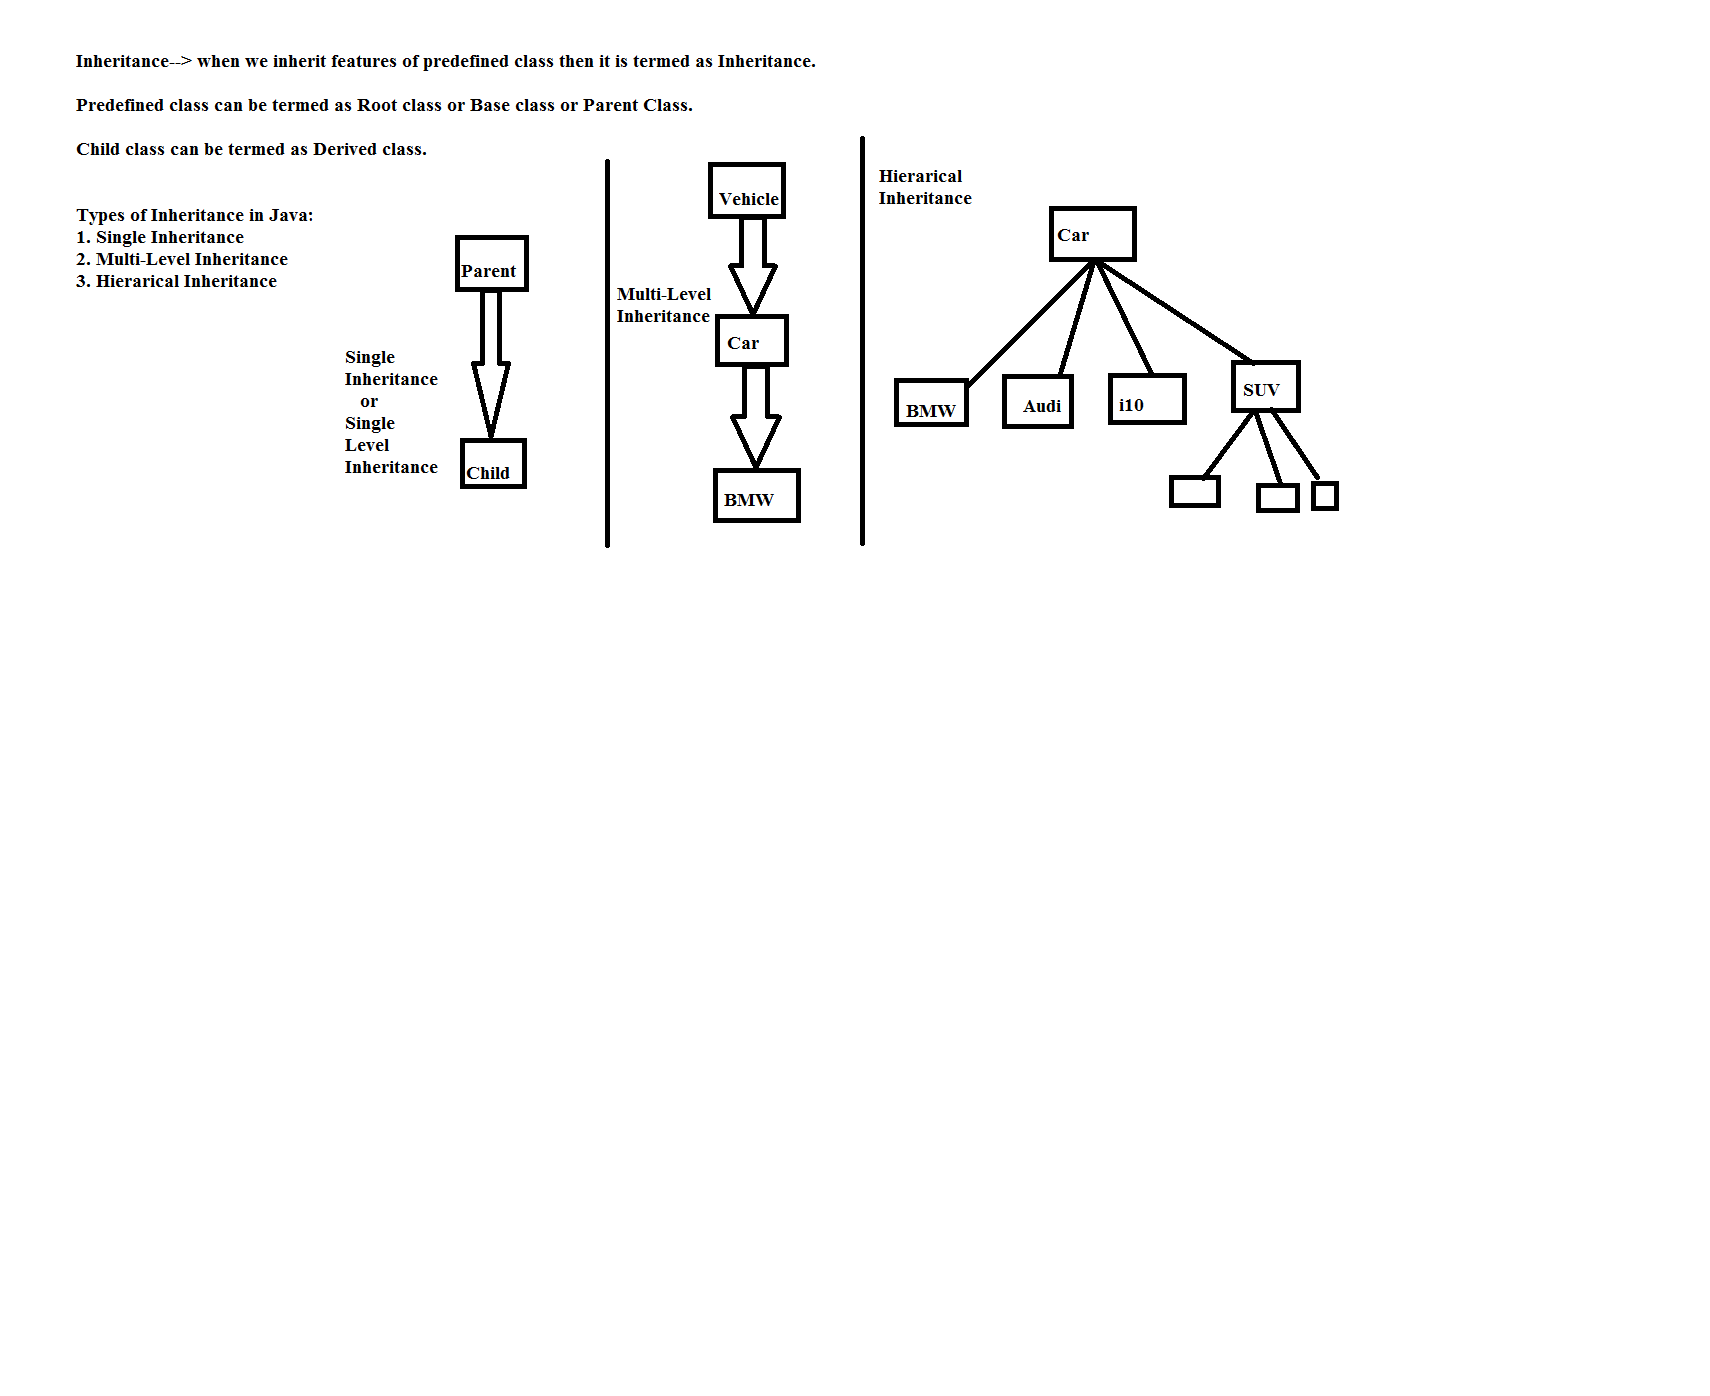 Inheritance--> when we inherit features of predefined class then it is termed as Inheritance.
Predefined class can be termed as Root class or Base class or Parent Class.
Child class can be termed as Derived class.
Types of Inheritance in Java:
1. Single Inheritance
2. Multi-Level Inheritance
3. Hierarical Inheritance
Parent
Single
Inheritance
or
Single
Level
Inheritance
Child
Vehicle
Multi-Level
Inheritance
Car
BMW
Hierarical
Inheritance
Car
BMW
Audi
i10
SUV